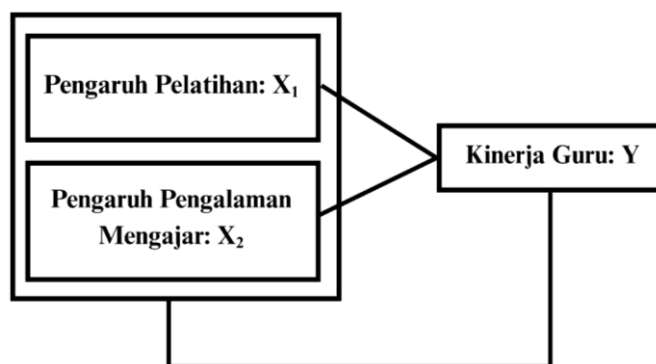 Pengaruh Pelatihan: X₁
Pengaruh Pengalaman
Mengajar: X₂
Kinerja Guru: Y